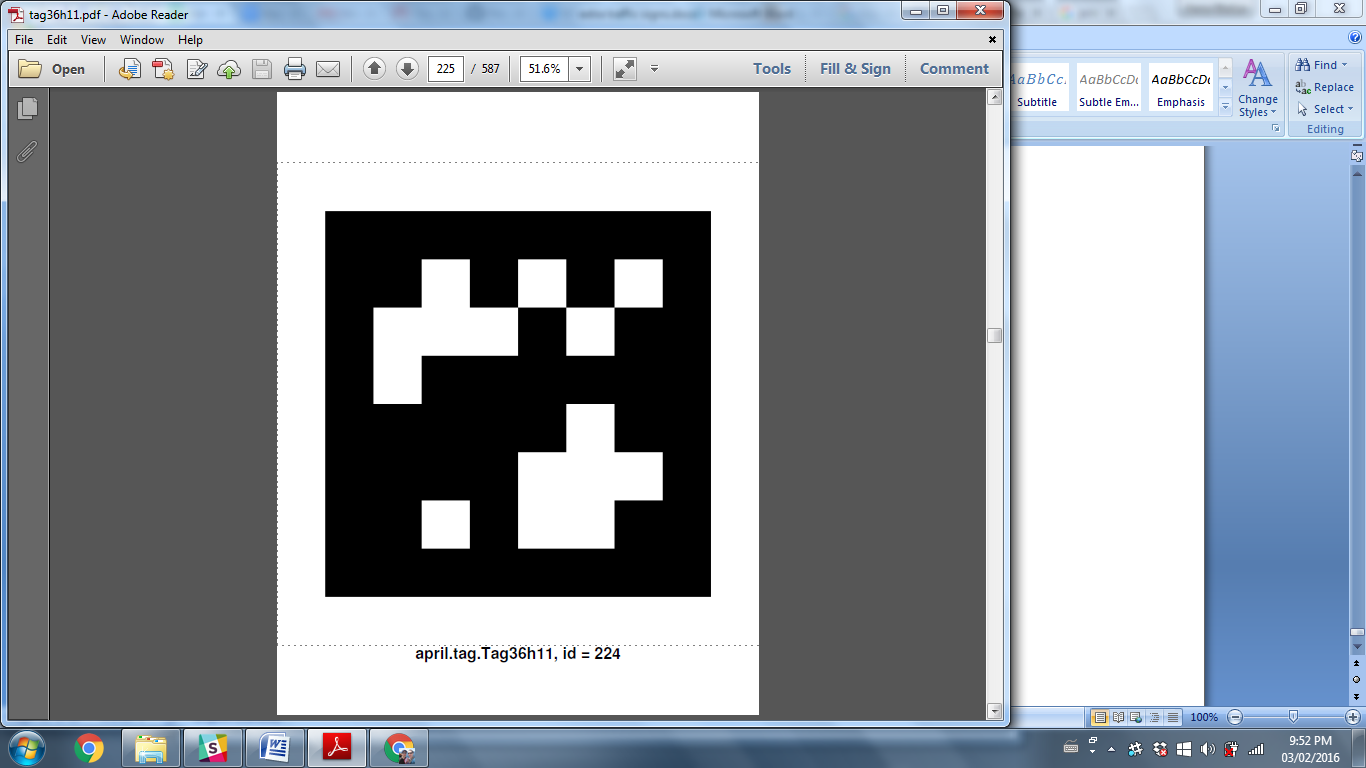 tag36h11.pdf - Adobe Reader
File Edit View Window Help
Open 225 / 587 51.6% Tools Fill & Sign Comment
AaBbCc. AaBbCcDc AaBbCcDc
Subtitle Subtle Em... Emphasis
Change Styles
Find
Replace
Select
Editing
april.tag.Tag36h11, id = 224
100%
9:52 PM
03/02/2016